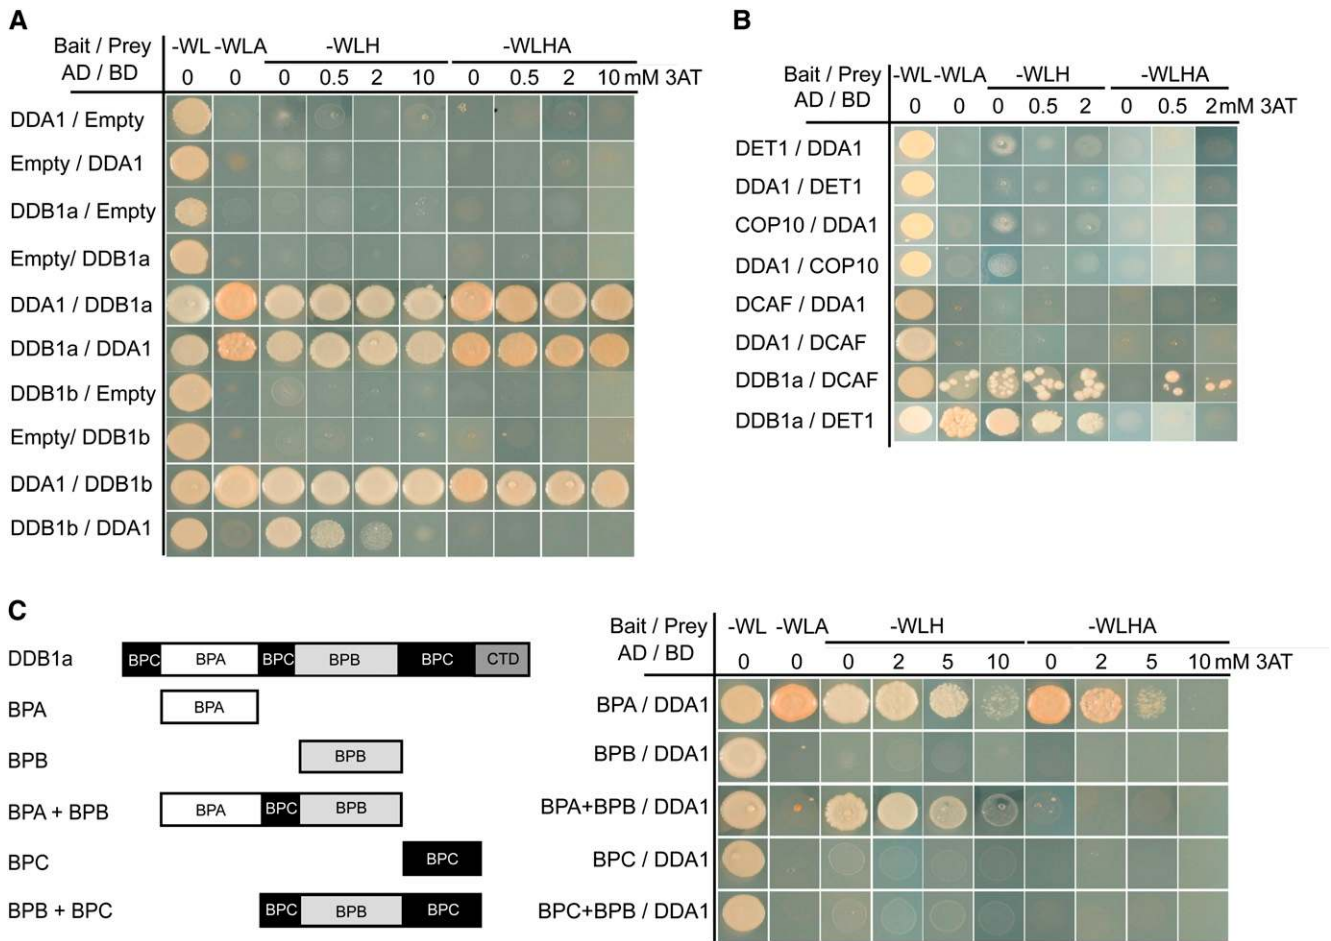 A
Bait / Prey -WL -WLA -WLH -WLHA
AD / BD 0 0 0 0.5 2 10 0 0.5 2 10 mM 3AT
DDA1 / Empty
Empty / DDA1
DDB1a / Empty
Empty/ DDB1a
DDA1 / DDB1a
DDB1a / DDA1
DDB1b / Empty
Empty/ DDB1b
DDA1 / DDB1b
DDB1b / DDA1
B
Bait / Prey -WL -WLA -WLH -WLHA
AD / BD 0 0 0 0.5 2 0 0.5 2 mM 3AT
DET1 / DDA1
DDA1 / DET1
COP10 / DDA1
DDA1 / COP10
DCAF / DDA1
DDA1 / DCAF
DDB1a / DCAF
DDB1a / DET1
C
DDB1a BPC BPA BPC BPB BPC CTD
BPA BPA
BPB BPB
BPA + BPB BPA BPC BPB
BPC BPC
BPB + BPC BPC BPB BPC
Bait / Prey -WL -WLA -WLH -WLHA
AD / BD 0 0 0 2 5 10 0 2 5 10 mM 3AT
BPA / DDA1
BPB / DDA1
BPA+BPB / DDA1
BPC / DDA1
BPC+BPB / DDA1